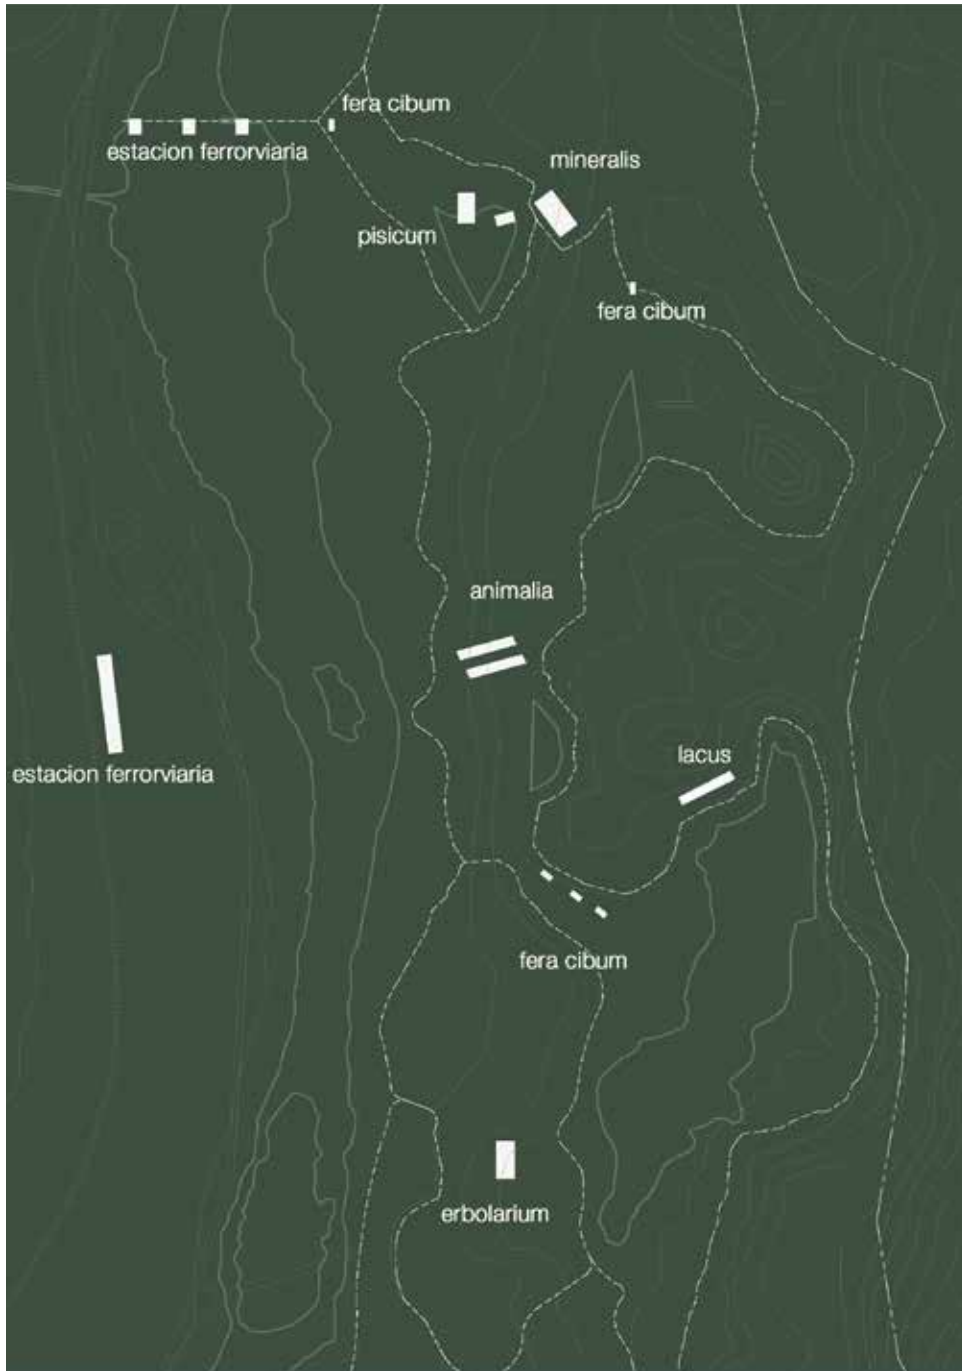 fera cibum
estacion ferrorviaria
mineralis
pisicum
fera cibum
animalia
lacus
estacion ferrorviaria
fera cibum
erbolarium